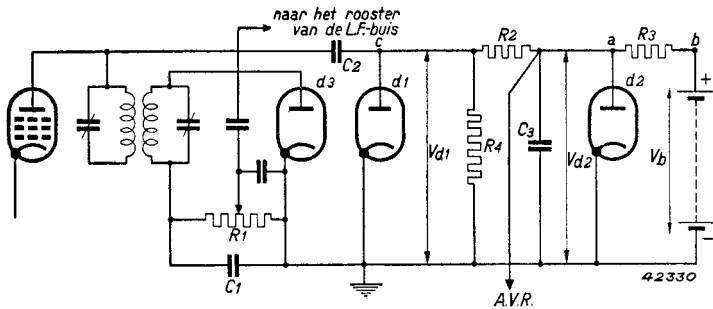 naar het rooster
van de L.F.-buis
C2
c
R2
a
R3
b
d3
d1
d2
+
R4
C3
Vd1
Vd2
Vb
R1
C1
−
A.V.R.
42330